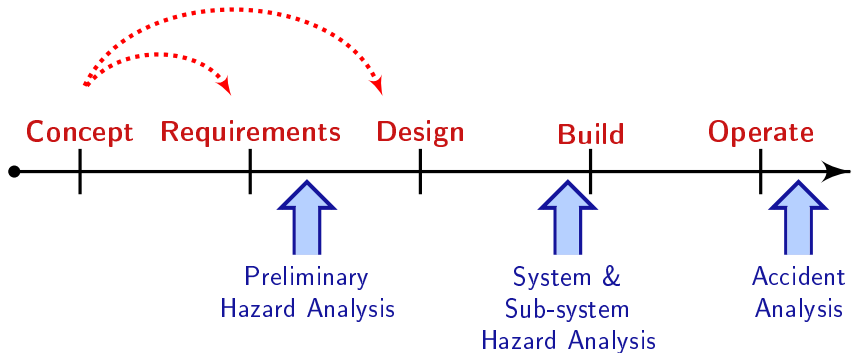 Concept Requirements Design Build Operate
Preliminary
Hazard Analysis
System &
Sub-system
Hazard Analysis
Accident
Analysis